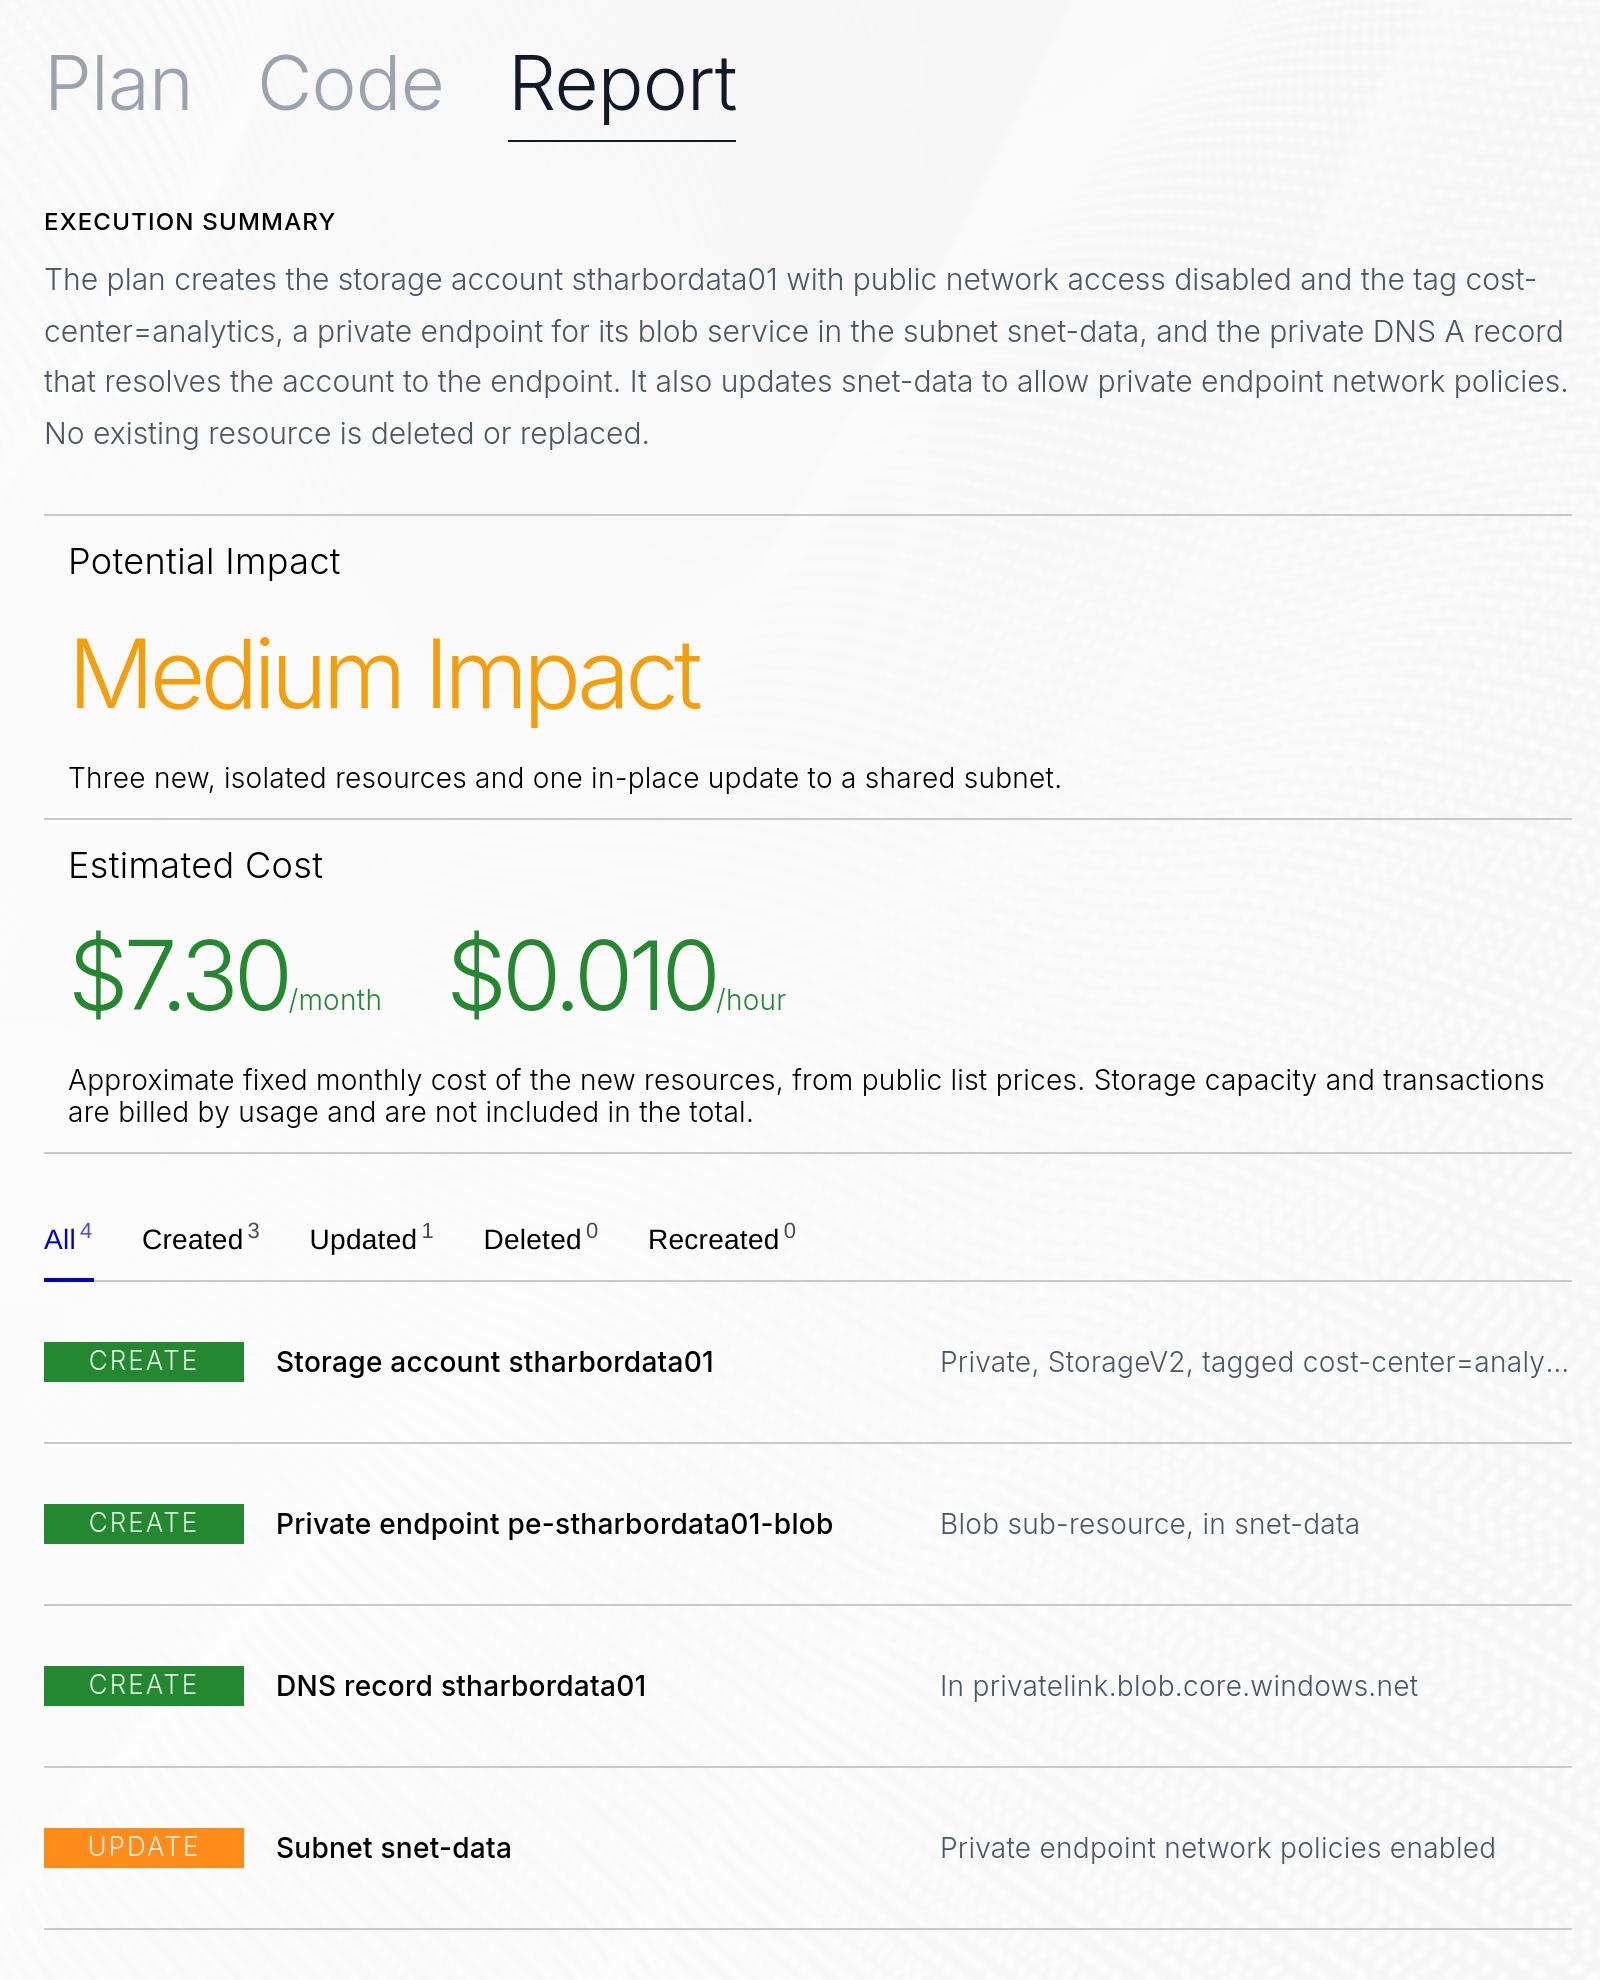 Plan Code Report
EXECUTION SUMMARY
The plan creates the storage account stharbordata01 with public network access disabled and the tag cost-
center=analytics, a private endpoint for its blob service in the subnet snet-data, and the private DNS A record
that resolves the account to the endpoint. It also updates snet-data to allow private endpoint network policies.
No existing resource is deleted or replaced.
Potential Impact
Medium Impact
Three new, isolated resources and one in-place update to a shared subnet.
Estimated Cost
$7.30/month $0.010/hour
Approximate fixed monthly cost of the new resources, from public list prices. Storage capacity and transactions
are billed by usage and are not included in the total.
All 4 Created 3 Updated 1 Deleted 0 Recreated 0
CREATE Storage account stharbordata01 Private, StorageV2, tagged cost-center=analy...
CREATE Private endpoint pe-stharbordata01-blob Blob sub-resource, in snet-data
CREATE DNS record stharbordata01 In privatelink.blob.core.windows.net
UPDATE Subnet snet-data Private endpoint network policies enabled